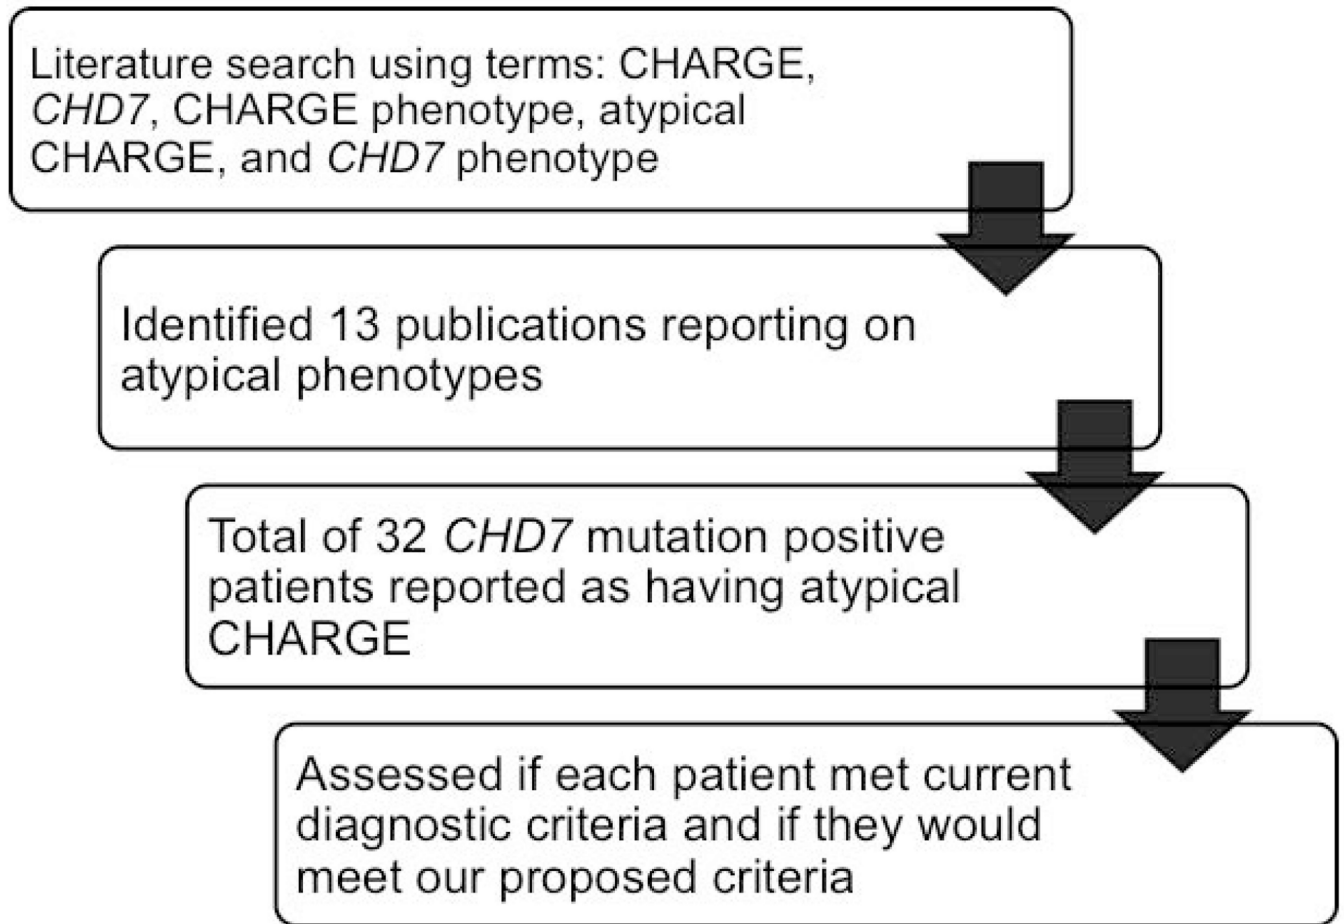 Literature search using terms: CHARGE,
CHD7, CHARGE phenotype, atypical
CHARGE, and CHD7 phenotype
Identified 13 publications reporting on
atypical phenotypes
Total of 32 CHD7 mutation positive
patients reported as having atypical
CHARGE
Assessed if each patient met current
diagnostic criteria and if they would
meet our proposed criteria